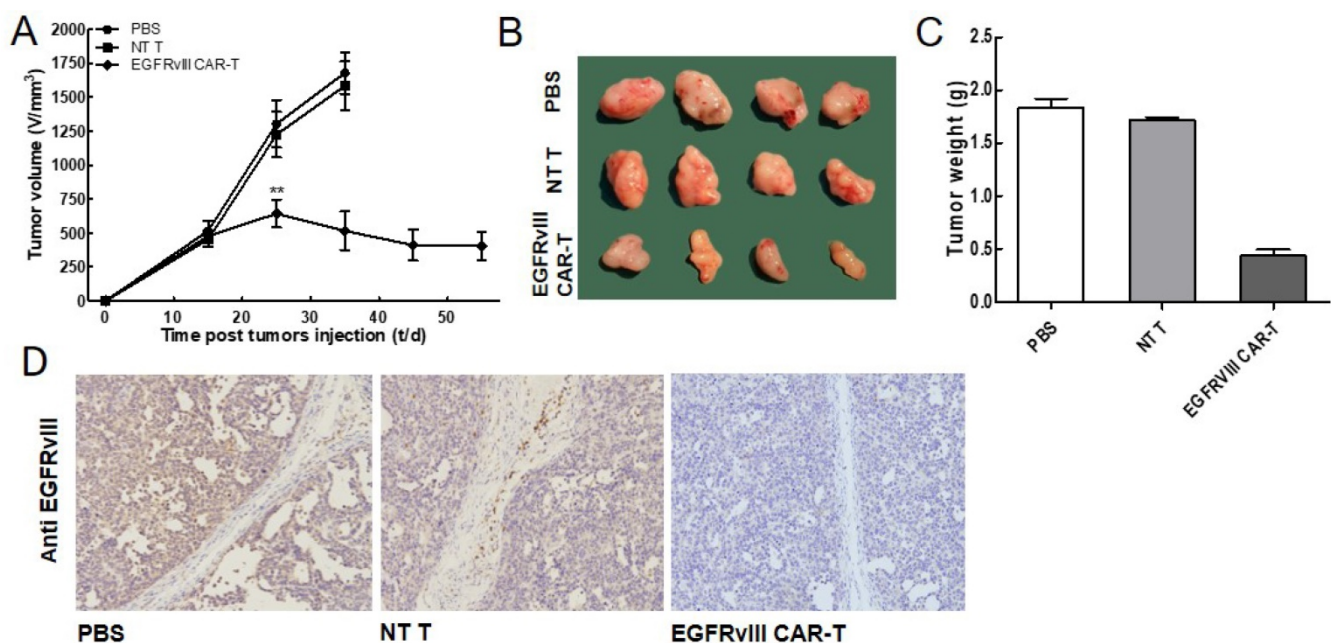 A
PBS
NT T
EGFRvIII CAR-T
Tumor volume (V/mm³)
2000
1750
1500
1250
1000
750
500
250
0
**
0
10
20
30
40
50
Time post tumors injection (t/d)
B
PBS
NT T
EGFRvIII
CAR-T
C
Tumor weight (g)
2.5
2.0
1.5
1.0
0.5
0.0
PBS
NT T
EGFRVIII CAR-T
D
Anti EGFRvIII
PBS
NT T
EGFRvIII CAR-T